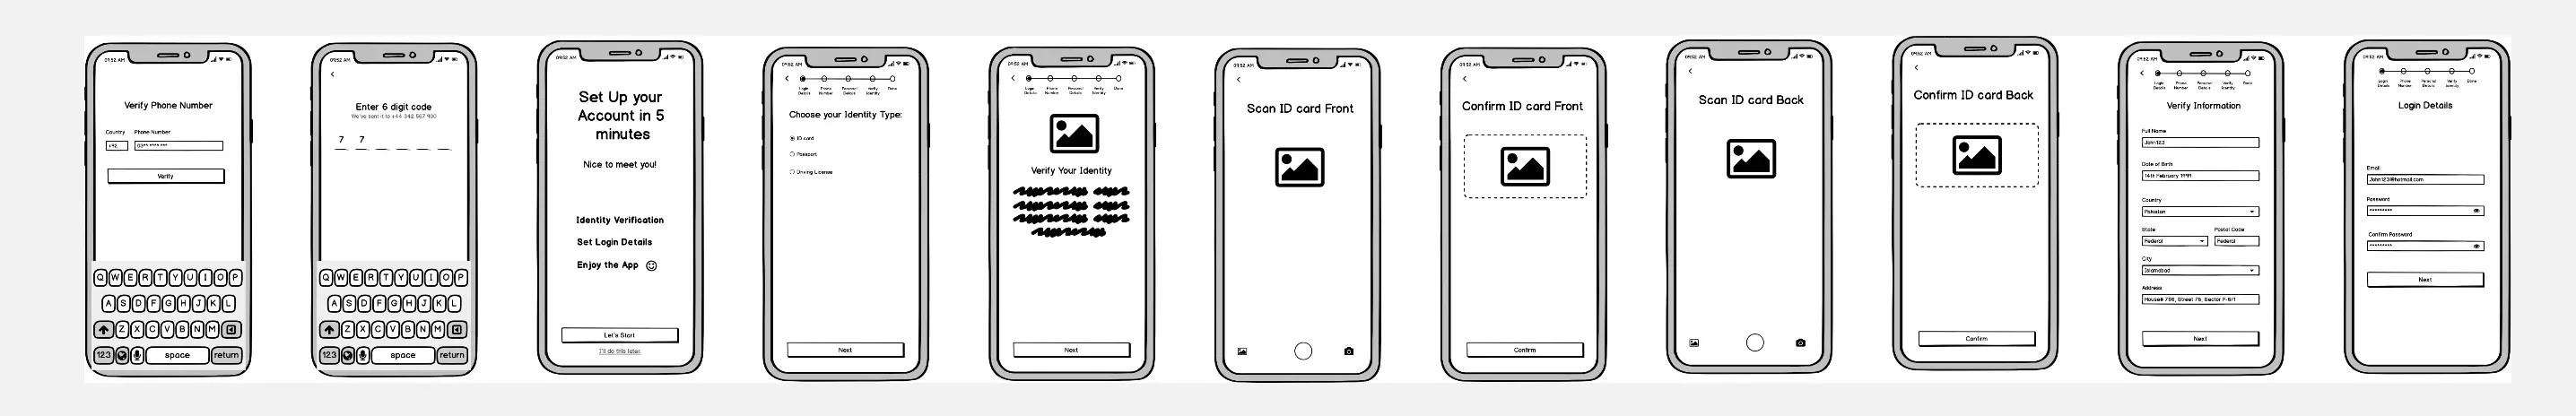 09:52 AM
Verify Phone Number
Country Phone Number
+92
Verify
Q W E R T Y U I O P
A S D F G H J K L
Z X C V B N M
123 space return
09:52 AM
Enter 6 digit code
We've sent it to +44 342 567 900
7 7
Q W E R T Y U I O P
A S D F G H J K L
Z X C V B N M
123 space return
09:52 AM
Set Up your
Account in 5
minutes
Nice to meet you!
Identity Verification
Set Login Details
Enjoy the App
Let's Start
I'll do this later
09:52 AM
Login Phone Personal Verify Done
Details Number Details Identity
Choose your Identity Type:
ID card
Passport
Driving License
Next
09:52 AM
Login Phone Personal Verify Done
Details Number Details Identity
Verify Your Identity
Next
09:52 AM
Scan ID card Front
09:52 AM
Confirm ID card Front
Confirm
09:52 AM
Scan ID card Back
09:52 AM
Confirm ID card Back
Confirm
09:52 AM
Login Phone Personal Verify Done
Details Number Details Identity
Verify Information
Full Name
John123
Date of Birth
14th February 1991
Country
Pakistan
State Postal Code
Federal Federal
City
Islamabad
Address
House# 786, Street 75, Sector F-6/1
Next
09:52 AM
Login Phone Personal Verify Done
Details Number Details Identity
Login Details
Email
John123@hotmail.com
Password
*********
Confirm Password
*********
Next